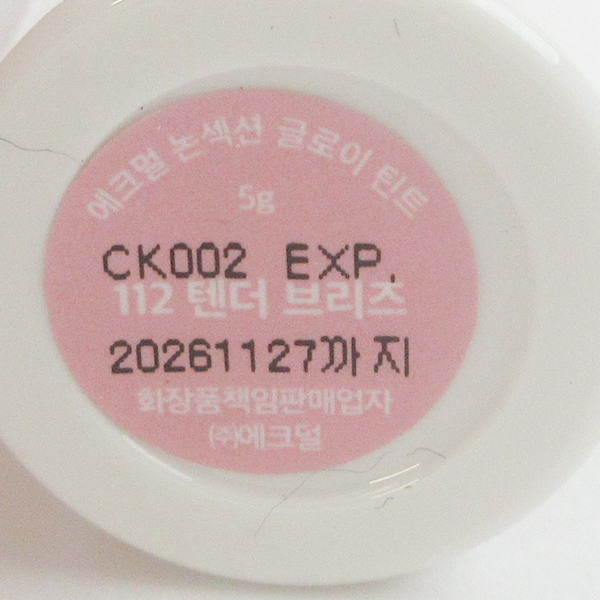 에크멀 논섹션 글로이 틴트
5g
CK002 EXP.
112 텐더 브리즈
20261127까지
화장품책임판매업자
㈜에크멀